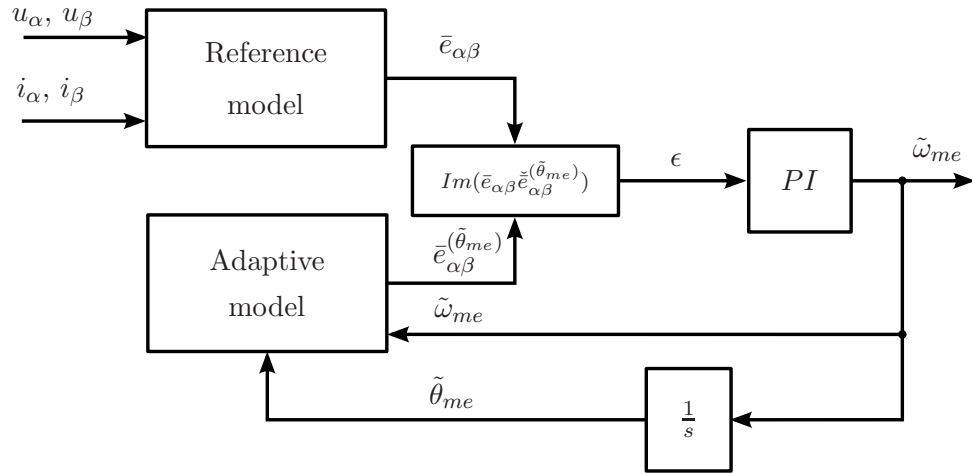 u_α, u_β
i_α, i_β
Reference
model
ē_αβ
Im(ē_αβ ě̄_αβ^(θ̃_me))
ϵ
PI
ω̃_me
Adaptive
model
ē_αβ^(θ̃_me)
ω̃_me
θ̃_me
1/s